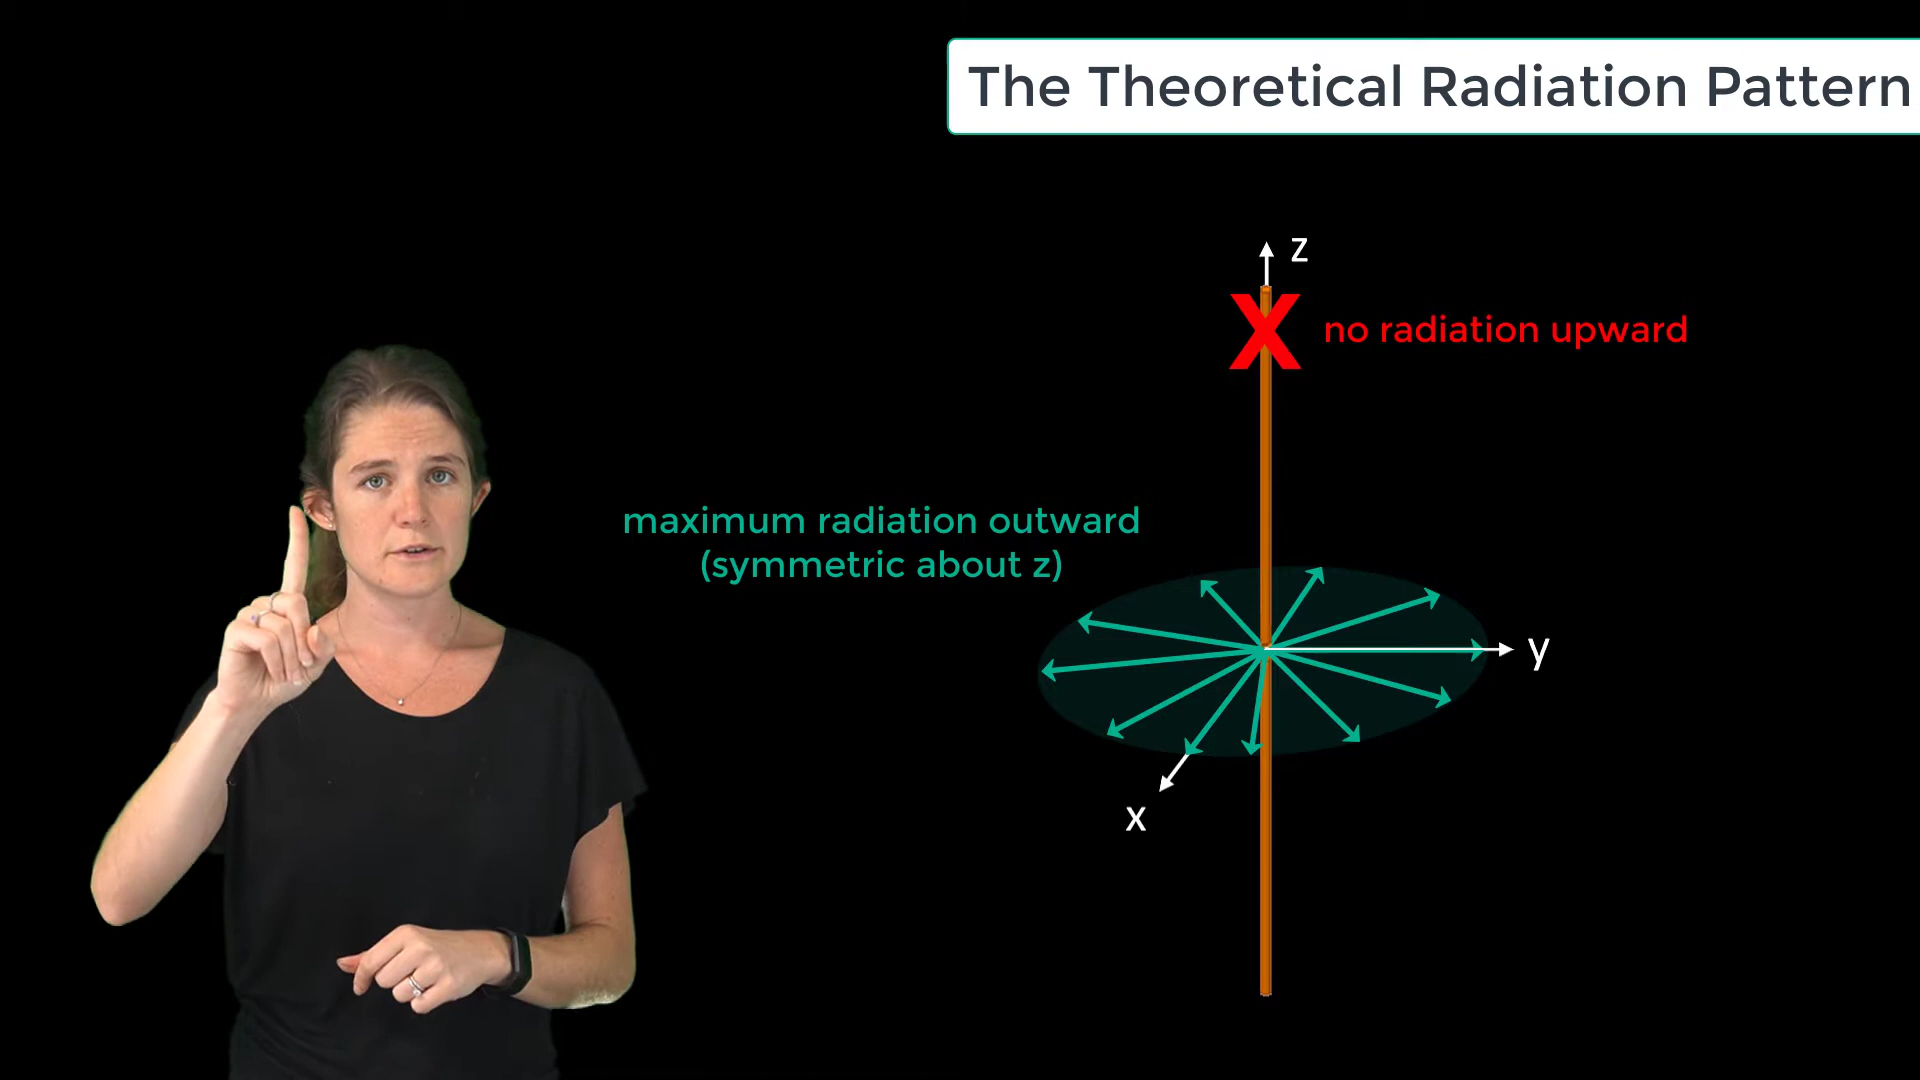 The Theoretical Radiation Pattern
z
X
no radiation upward
maximum radiation outward
(symmetric about z)
y
x